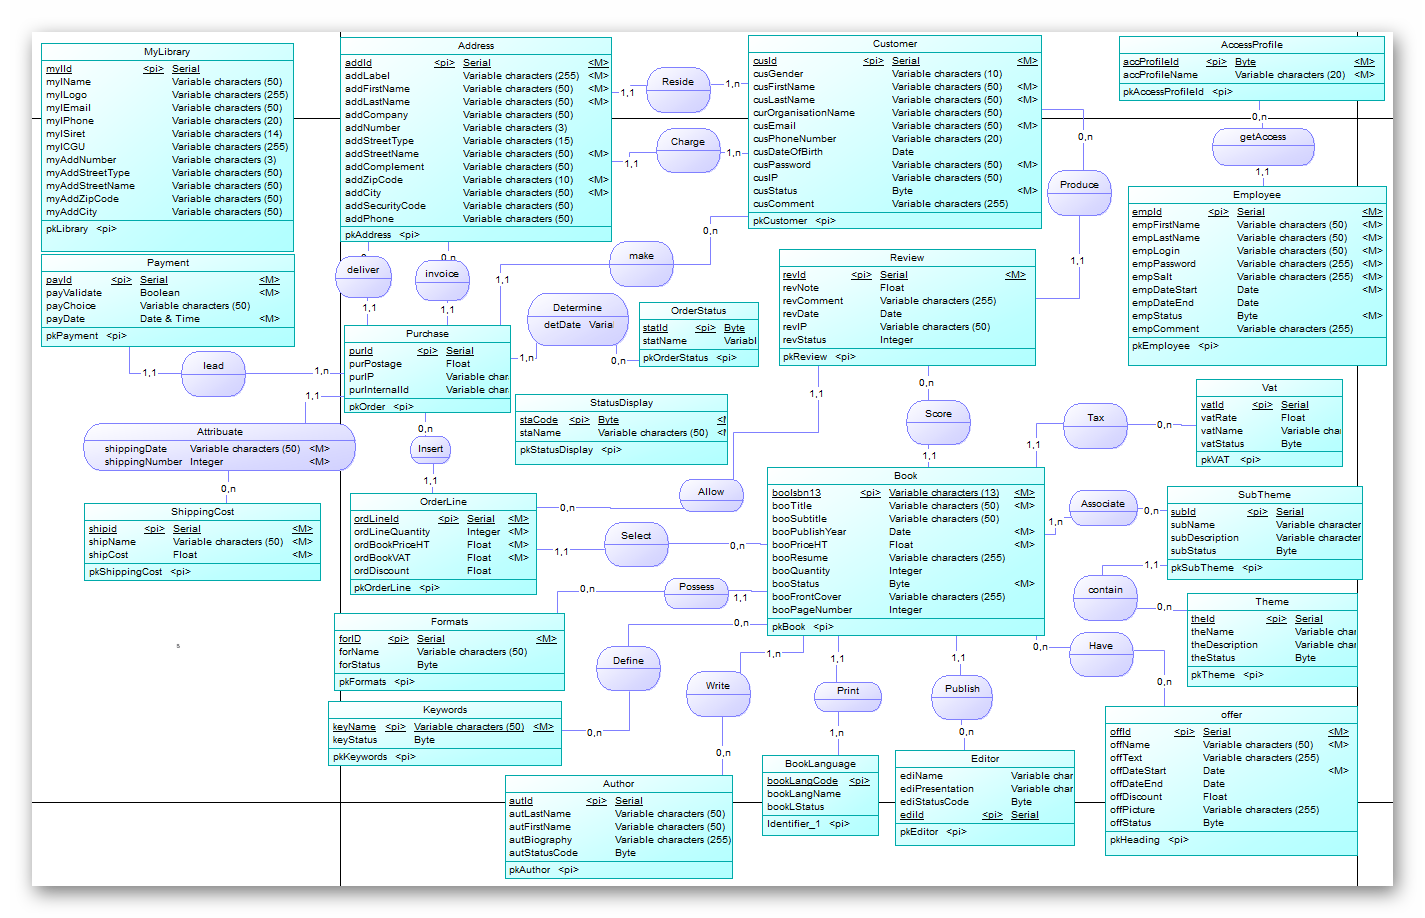 MyLibrary
mylId <pi> Serial
mylName Variable characters (50)
mylLogo Variable characters (255)
mylEmail Variable characters (50)
mylPhone Variable characters (20)
mylSiret Variable characters (14)
mylCGU Variable characters (255)
myAddNumber Variable characters (3)
myAddStreetType Variable characters (50)
myAddStreetName Variable characters (50)
myAddZipCode Variable characters (50)
myAddCity Variable characters (50)
pkLibrary <pi>
Address
addId <pi> Serial <M>
addLabel Variable characters (255) <M>
addFirstName Variable characters (50) <M>
addLastName Variable characters (50) <M>
addCompany Variable characters (50)
addNumber Variable characters (3)
addStreetType Variable characters (15)
addStreetName Variable characters (50) <M>
addComplement Variable characters (50)
addZipCode Variable characters (10) <M>
addCity Variable characters (50) <M>
addSecurityCode Variable characters (50)
addPhone Variable characters (50)
pkAddress <pi>
Reside
1,1
1,n
Charge
1,1
1,n
Customer
cusId <pi> Serial <M>
cusGender Variable characters (10)
cusFirstName Variable characters (50) <M>
cusLastName Variable characters (50) <M>
curOrganisationName Variable characters (50)
cusEmail Variable characters (50) <M>
cusPhoneNumber Variable characters (20)
cusDateOfBirth Date
cusPassword Variable characters (50) <M>
cusIP Variable characters (50)
cusStatus Byte <M>
cusComment Variable characters (255)
pkCustomer <pi>
AccessProfile
accProfileId <pi> Byte <M>
accProfileName Variable characters (20) <M>
pkAccessProfileId <pi>
0,n
getAccess
1,1
0,n
Produce
1,1
Employee
empId <pi> Serial <M>
empFirstName Variable characters (50) <M>
empLastName Variable characters (50) <M>
empLogin Variable characters (50) <M>
empPassword Variable characters (255) <M>
empSalt Variable characters (255) <M>
empDateStart Date <M>
empDateEnd Date
empStatus Byte <M>
empComment Variable characters (255)
pkEmployee <pi>
Payment
payId <pi> Serial <M>
payValidate Boolean <M>
payChoice Variable characters (50)
payDate Date & Time <M>
pkPayment <pi>
0,n
deliver
1,1
0,n
invoice
1,1
0,n
make
1,1
Determine
detDate Varial
1,n
0,n
OrderStatus
statId <pi> Byte
statName Variabl
pkOrderStatus <pi>
Review
revId <pi> Serial <M>
revNote Float
revComment Variable characters (255)
revDate Date
revIP Variable characters (50)
revStatus Integer
pkReview <pi>
Purchase
purId <pi> Serial
purPostage Float
purIP Variable char
purInternalId Variable char
pkOrder <pi>
lead
1,1
1,n
1,1
Attribuate
shippingDate Variable characters (50) <M>
shippingNumber Integer <M>
0,n
ShippingCost
shipid <pi> Serial <M>
shipName Variable characters (50) <M>
shipCost Float <M>
pkShippingCost <pi>
0,n
Insert
1,1
StatusDisplay
staCode <pi> Byte
staName Variable characters (50)
pkStatusDisplay <pi>
1,1
Allow
0,n
0,n
Score
1,1
Tax
1,1
0,n
Vat
vatId <pi> Serial
vatRate Float
vatName Variable cha
vatStatus Byte
pkVAT <pi>
OrderLine
ordLineId <pi> Serial <M>
ordLineQuantity Integer <M>
ordBookPriceHT Float <M>
ordBookVAT Float <M>
ordDiscount Float
pkOrderLine <pi>
Select
1,1
0,n
Book
booIsbn13 <pi> Variable characters (13) <M>
booTitle Variable characters (50) <M>
booSubtitle Variable characters (50)
booPublishYear Date <M>
booPriceHT Float <M>
booResume Variable characters (255)
booQuantity Integer
booStatus Byte <M>
booFrontCover Variable characters (255)
booPageNumber Integer
pkBook <pi>
Associate
1,n
0,n
SubTheme
subId <pi> Serial
subName Variable character
subDescription Variable character
subStatus Byte
pkSubTheme <pi>
1,1
contain
0,n
Theme
theId <pi> Serial
theName Variable char
theDescription Variable char
theStatus Byte
pkTheme <pi>
Possess
0,n
1,1
Formats
forID <pi> Serial <M>
forName Variable characters (50)
forStatus Byte
pkFormats <pi>
0,n
Define
0,n
Keywords
keyName <pi> Variable characters (50) <M>
keyStatus Byte
pkKeywords <pi>
1,n
Write
0,n
Author
autId <pi> Serial
autLastName Variable characters (50)
autFirstName Variable characters (50)
autBiography Variable characters (255)
autStatusCode Byte
pkAuthor <pi>
1,1
Print
1,n
BookLanguage
bookLangCode <pi>
bookLangName
bookLStatus
Identifier_1 <pi>
1,1
Publish
0,n
Editor
ediName Variable char
ediPresentation Variable char
ediStatusCode Byte
ediId <pi> Serial
pkEditor <pi>
0,n
Have
0,n
offer
offId <pi> Serial <M>
offName Variable characters (50) <M>
offText Variable characters (255)
offDateStart Date <M>
offDateEnd Date
offDiscount Float
offPicture Variable characters (255)
offStatus Byte
pkHeading <pi>